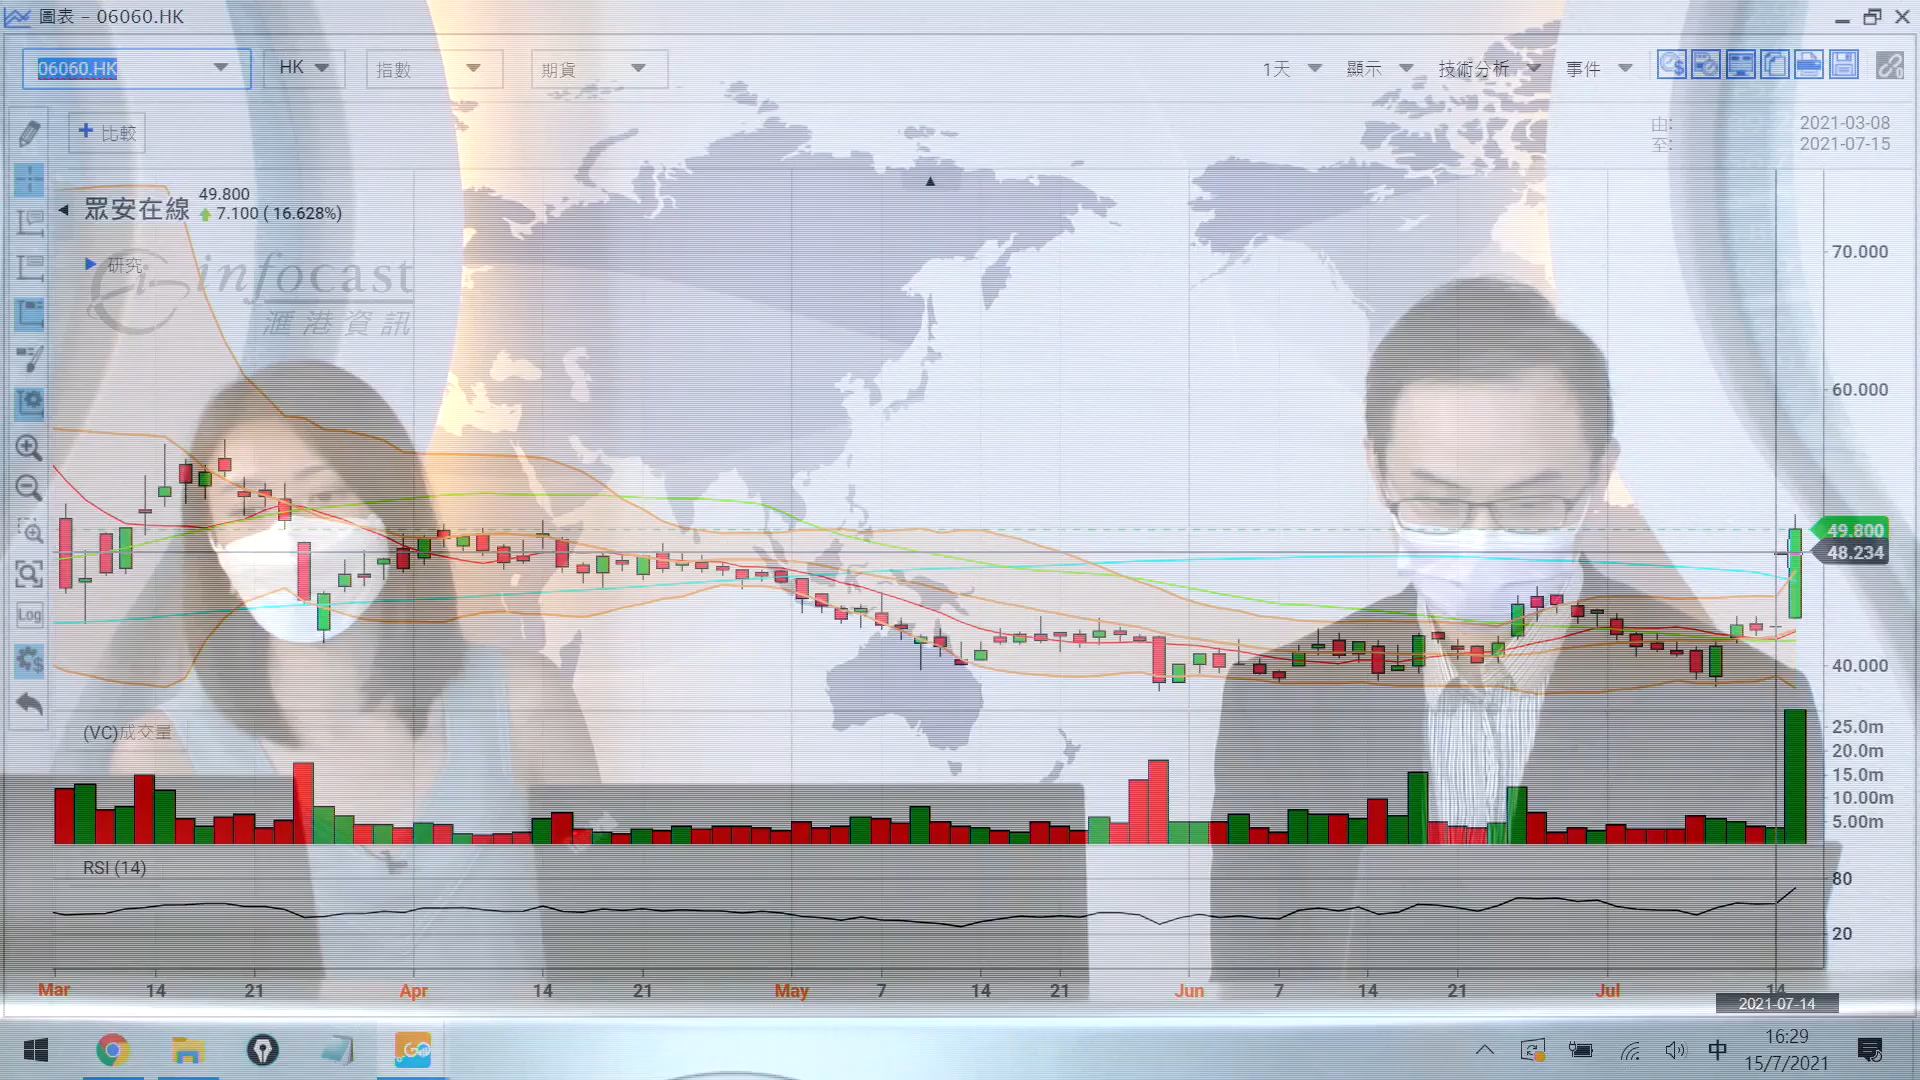 圖表 - 06060.HK
06060.HK
HK
指數
期貨
1天
顯示
技術分析
事件
比較
由: 2021-03-08
至: 2021-07-15
眾安在線
49.800
7.100 ( 16.628%)
研究
infocast
滙港資訊
70.000
60.000
49.800
48.234
40.000
Log
(VC)成交量
25.0m
20.0m
15.0m
10.00m
5.00m
RSI (14)
80
20
Mar 14 21 Apr 14 21 May 7 14 21 Jun 7 14 21 Jul 14
2021-07-14
GO
中
16:29
15/7/2021